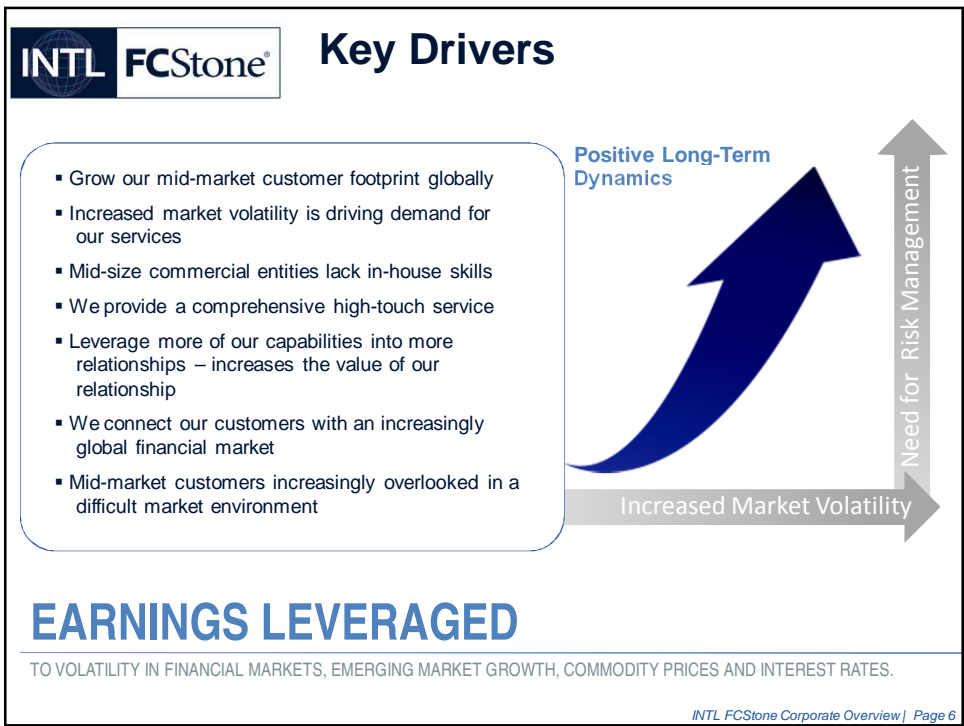 INTL FCStone®
Key Drivers
▪ Grow our mid-market customer footprint globally
▪ Increased market volatility is driving demand for
our services
▪ Mid-size commercial entities lack in-house skills
▪ We provide a comprehensive high-touch service
▪ Leverage more of our capabilities into more
relationships – increases the value of our
relationship
▪ We connect our customers with an increasingly
global financial market
▪ Mid-market customers increasingly overlooked in a
difficult market environment
Positive Long-Term
Dynamics
Need for Risk Management
Increased Market Volatility
EARNINGS LEVERAGED
TO VOLATILITY IN FINANCIAL MARKETS, EMERGING MARKET GROWTH, COMMODITY PRICES AND INTEREST RATES.
INTL FCStone Corporate Overview | Page 6